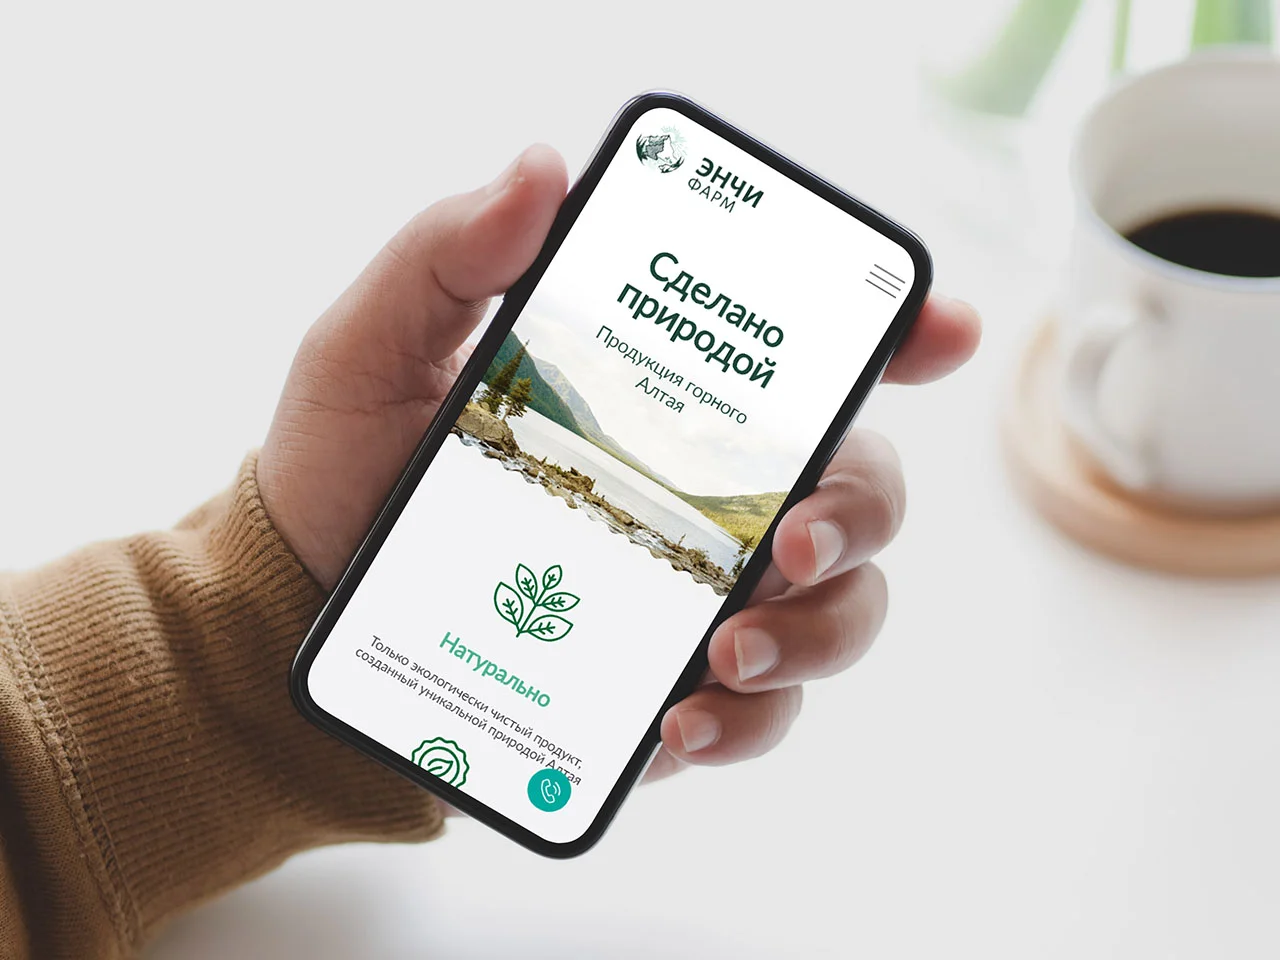 ЭНЧИ
ФАРМ
Сделано
природой
Продукция горного
Алтая
Натурально
Только экологически чистый продукт,
созданный уникальной природой Алтая